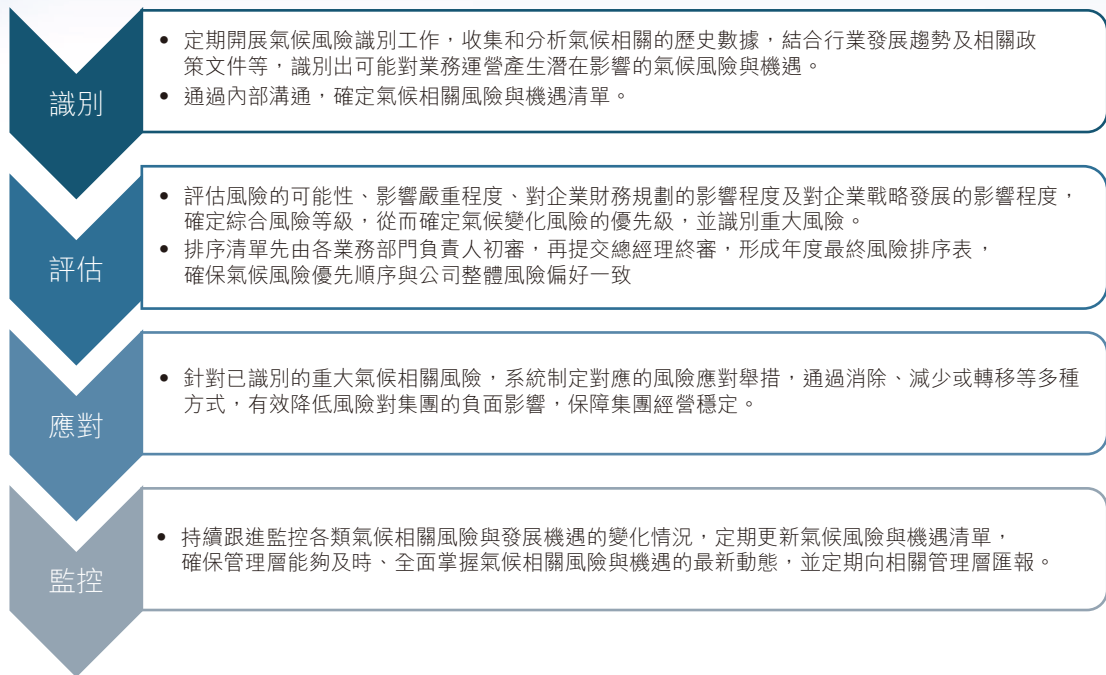 識別
• 定期開展氣候風險識別工作，收集和分析氣候相關的歷史數據，結合行業發展趨勢及相關政
策文件等，識別出可能對業務運營產生潛在影響的氣候風險與機遇。
• 通過內部溝通，確定氣候相關風險與機遇清單。
評估
• 評估風險的可能性、影響嚴重程度、對企業財務規劃的影響程度及對企業戰略發展的影響程度，
確定綜合風險等級，從而確定氣候變化風險的優先級，並識別重大風險。
• 排序清單先由各業務部門負責人初審，再提交總經理終審，形成年度最終風險排序表，
確保氣候風險優先順序與公司整體風險偏好一致
應對
• 針對已識別的重大氣候相關風險，系統制定對應的風險應對舉措，通過消除、減少或轉移等多種
方式，有效降低風險對集團的負面影響，保障集團經營穩定。
監控
• 持續跟進監控各類氣候相關風險與發展機遇的變化情況，定期更新氣候風險與機遇清單，
確保管理層能夠及時、全面掌握氣候相關風險與機遇的最新動態，並定期向相關管理層匯報。